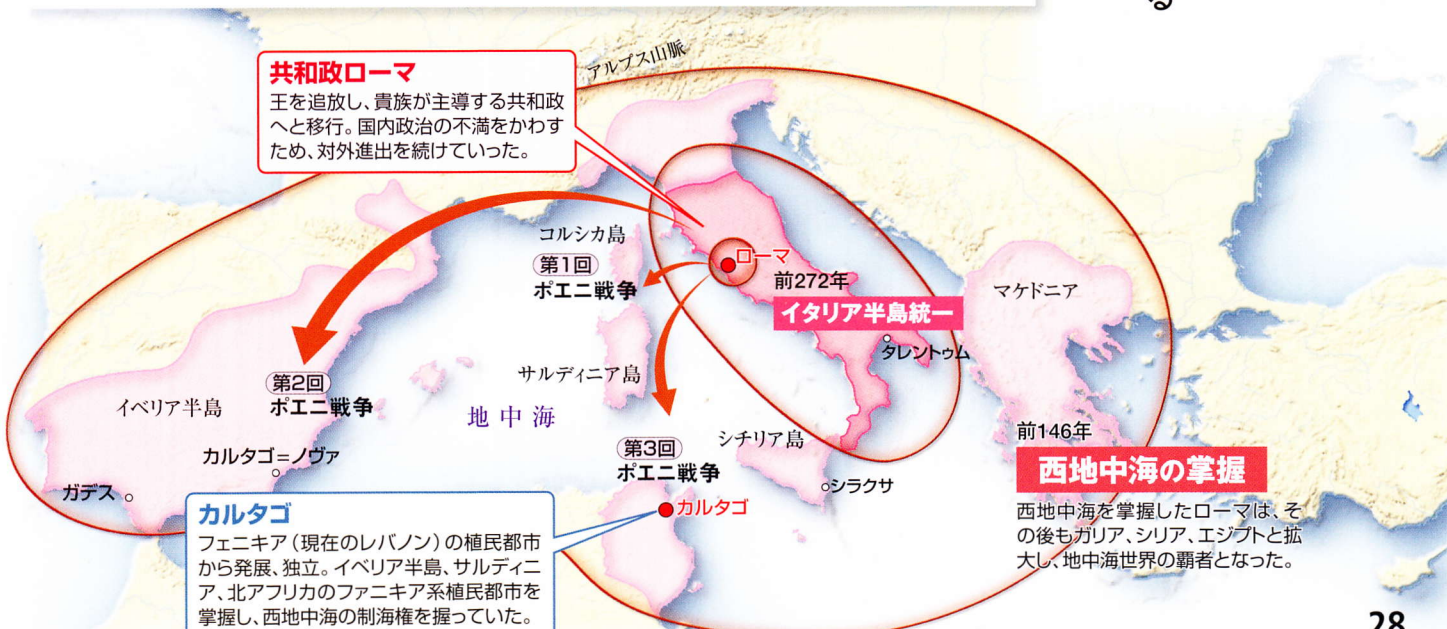 る
アルプス山脈
共和政ローマ
王を追放し、貴族が主導する共和政
へと移行。国内政治の不満をかわす
ため、対外進出を続けていった。
コルシカ島
第1回
ポエニ戦争
ローマ
前272年
イタリア半島統一
マケドニア
タレントゥム
サルディニア島
第2回
ポエニ戦争
イベリア半島
地中海
カルタゴ=ノヴァ
ガデス
第3回
ポエニ戦争
シチリア島
シラクサ
カルタゴ
前146年
西地中海の掌握
西地中海を掌握したローマは、そ
の後もガリア、シリア、エジプトと拡
大し、地中海世界の覇者となった。
カルタゴ
フェニキア(現在のレバノン)の植民都市
から発展、独立。イベリア半島、サルディニ
ア、北アフリカのファニキア系植民都市を
掌握し、西地中海の制海権を握っていた。
28